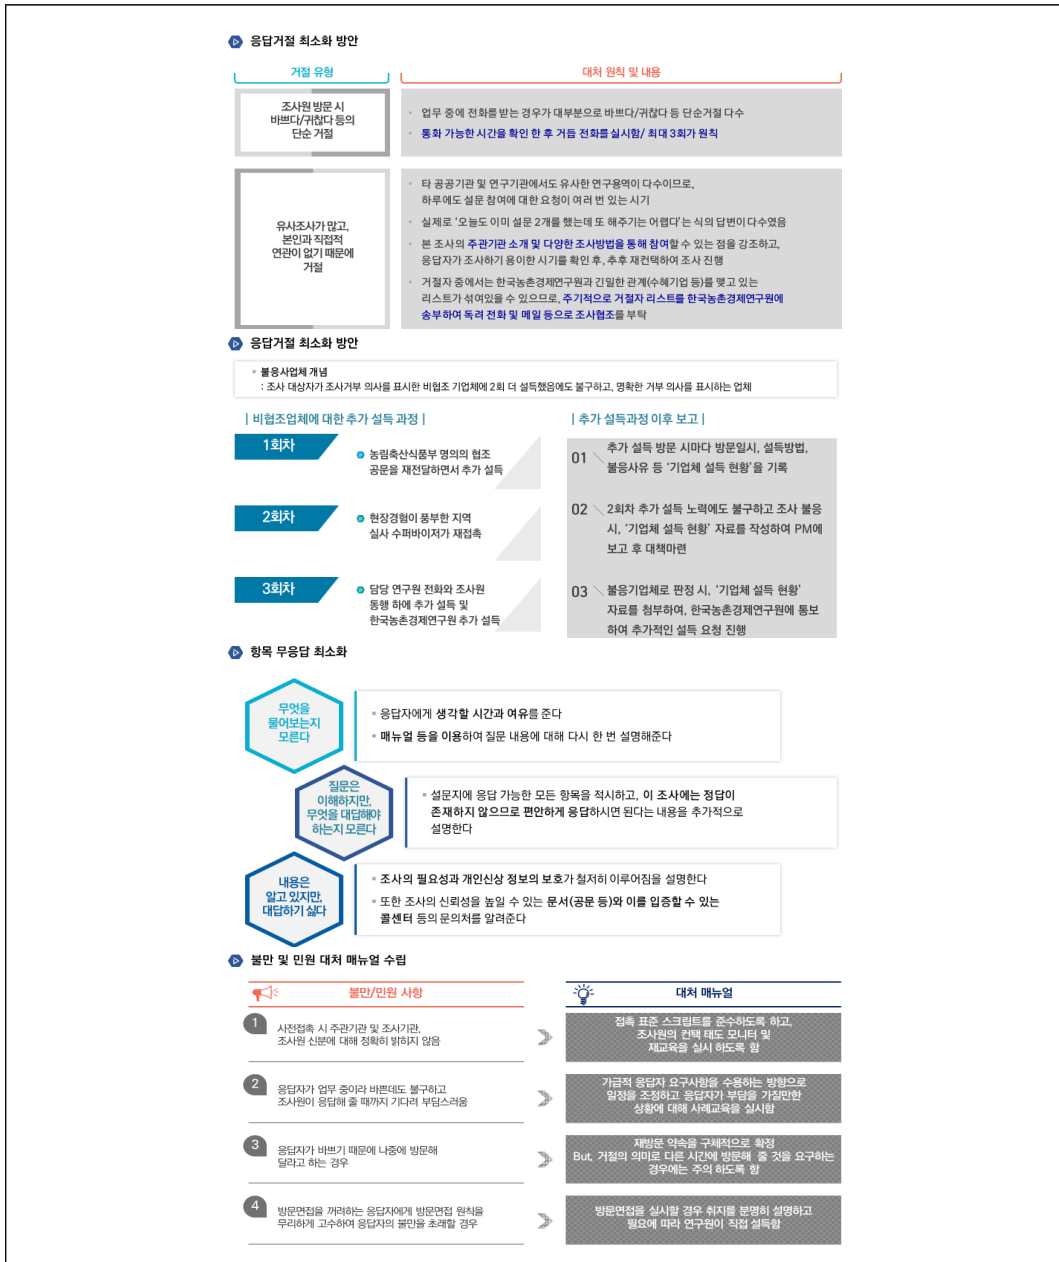 응답거절 최소화 방안
거절 유형
대처 원칙 및 내용
조사원 방문 시
바쁘다/귀찮다 등의
단순 거절
업무 중에 전화를 받는 경우가 대부분으로 바쁘다/귀찮다 등 단순거절 다수
통화 가능한 시간을 확인 한 후 거듭 전화를 실시함/ 최대 3회가 원칙
유사조사가 많고,
본인과 직접적
연관이 없기 때문에
거절
타 공공기관 및 연구기관에서도 유사한 연구용역이 다수이므로,
하루에도 설문 참여에 대한 요청이 여러 번 있는 시기
실제로 '오늘도 이미 설문 2개를 했는데 또 해주기는 어렵다'는 식의 답변이 다수였음
본 조사의 주관기관 소개 및 다양한 조사방법을 통해 참여할 수 있는 점을 강조하고,
응답자가 조사하기 용이한 시기를 확인 후, 추후 재컨택하여 조사 진행
거절자 중에서는 한국농촌경제연구원과 긴밀한 관계(수혜기업 등)를 맺고 있는
리스트가 섞여있을 수 있으므로, 주기적으로 거절자 리스트를 한국농촌경제연구원에
송부하여 독려 전화 및 메일 등으로 조사협조를 부탁
응답거절 최소화 방안
불응사업체 개념
: 조사 대상자가 조사거부 의사를 표시한 비협조 기업체에 2회 더 설득했음에도 불구하고, 명확한 거부 의사를 표시하는 업체
| 비협조업체에 대한 추가 설득 과정 |
1회차
농림축산식품부 명의의 협조
공문을 재전달하면서 추가 설득
2회차
현장경험이 풍부한 지역
실사 수퍼바이저가 재접촉
3회차
담당 연구원 전화와 조사원
동행 하에 추가 설득 및
한국농촌경제연구원 추가 설득
| 추가 설득과정 이후 보고 |
01
추가 설득 방문 시마다 방문일시, 설득방법,
불응사유 등 '기업체 설득 현황'을 기록
02
2회차 추가 설득 노력에도 불구하고 조사 불응
시, '기업체 설득 현황' 자료를 작성하여 PM에
보고 후 대책마련
03
불응기업체로 판정 시, '기업체 설득 현황'
자료를 첨부하여, 한국농촌경제연구원에 통보
하여 추가적인 설득 요청 진행
항목 무응답 최소화
무엇을
물어보는지
모른다
응답자에게 생각할 시간과 여유를 준다
매뉴얼 등을 이용하여 질문 내용에 대해 다시 한 번 설명해준다
질문은
이해하지만,
무엇을 대답해야
하는지 모른다
설문지에 응답 가능한 모든 항목을 적시하고, 이 조사에는 정답이
존재하지 않으므로 편안하게 응답하시면 된다는 내용을 추가적으로
설명한다
내용은
알고 있지만,
대답하기 싫다
조사의 필요성과 개인신상 정보의 보호가 철저히 이루어짐을 설명한다
또한 조사의 신뢰성을 높일 수 있는 문서(공문 등)와 이를 입증할 수 있는
콜센터 등의 문의처를 알려준다
불만 및 민원 대처 매뉴얼 수립
불만/민원 사항
대처 매뉴얼
1
사전접촉 시 주관기관 및 조사기관,
조사원 신분에 대해 정확히 밝히지 않음
접촉 표준 스크립트를 준수하도록 하고,
조사원의 컨택 태도 모니터 및
재교육을 실시 하도록 함
2
응답자가 업무 중이라 바쁜데도 불구하고
조사원이 응답해 줄 때까지 기다려 부담스러움
가급적 응답자 요구사항을 수용하는 방향으로
일정을 조정하고 응답자가 부담을 가질만한
상황에 대해 사례교육을 실시함
3
응답자가 바쁘기 때문에 나중에 방문해
달라고 하는 경우
재방문 약속을 구체적으로 확정
But, 거절의 의미로 다른 시간에 방문해 줄 것을 요구하는
경우에는 주의 하도록 함
4
방문면접을 꺼려하는 응답자에게 방문면접 원칙을
무리하게 고수하여 응답자의 불만을 초래할 경우
방문면접을 실시할 경우 취지를 분명히 설명하고
필요에 따라 연구원이 직접 설득함